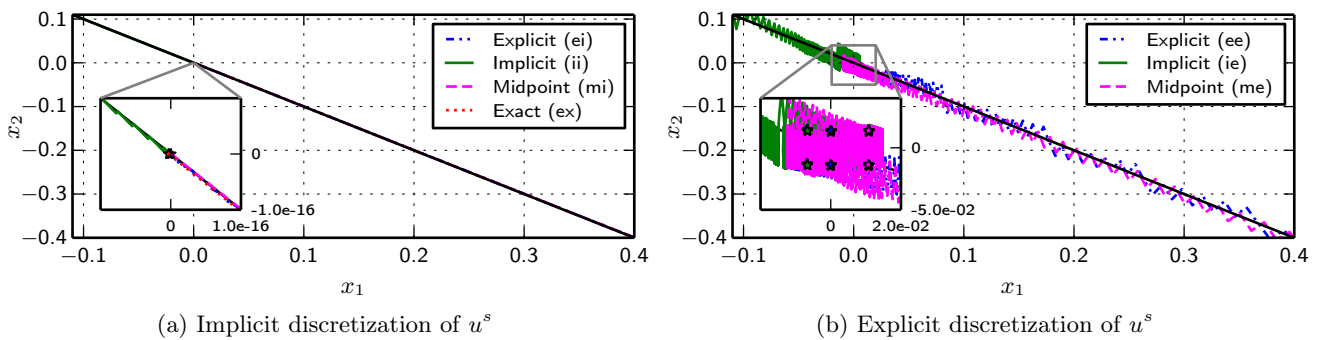 0.1
0.0
−0.1
−0.2
−0.3
−0.4
x2
−0.1
0.0
0.1
0.2
0.3
0.4
x1
Explicit (ei)
Implicit (ii)
Midpoint (mi)
Exact (ex)
0
-1.0e-16
0
1.0e-16
(a) Implicit discretization of u^s
0.1
0.0
−0.1
−0.2
−0.3
−0.4
x2
−0.1
0.0
0.1
0.2
0.3
0.4
x1
Explicit (ee)
Implicit (ie)
Midpoint (me)
0
-5.0e-02
0
2.0e-02
(b) Explicit discretization of u^s